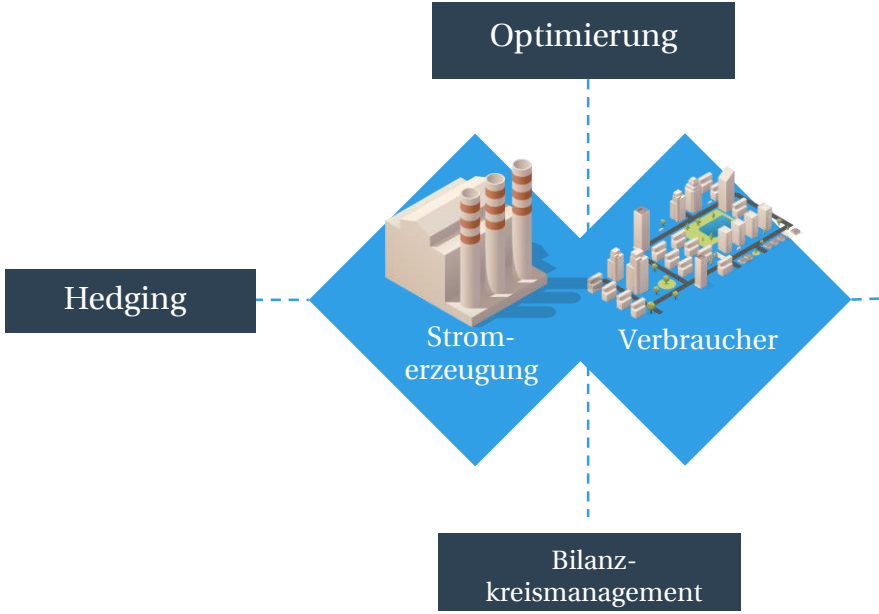 Optimierung
Hedging
Strom-
erzeugung
Verbraucher
Bilanz-
kreismanagement